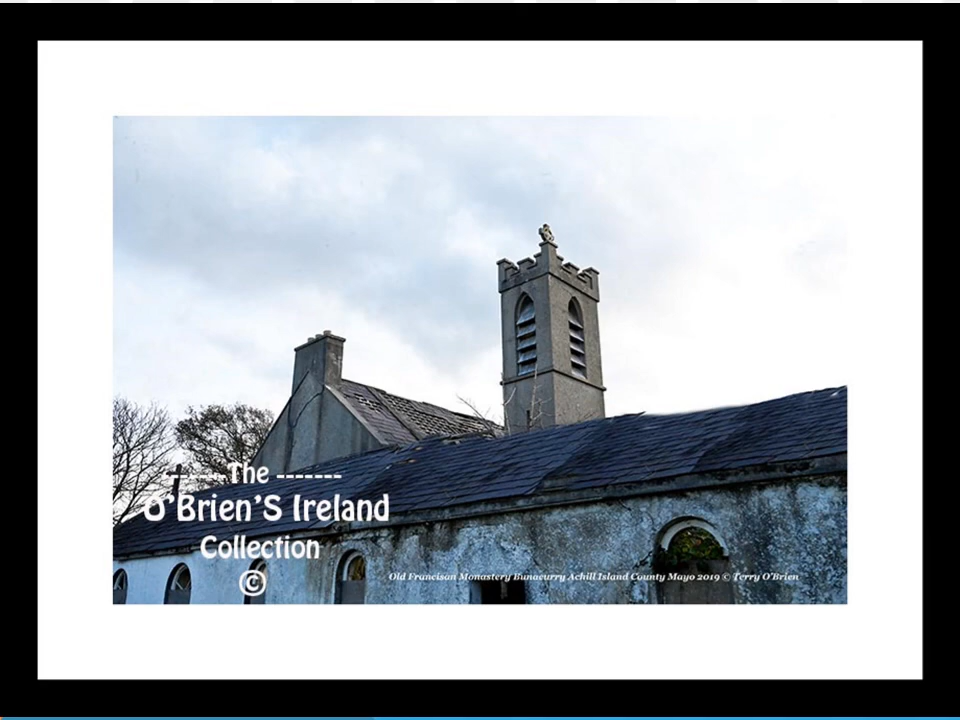 -------The -------
O'Brien'S Ireland
Collection
©
Old Francisan Monastery Bunacurry Achill Island County Mayo 2019 © Terry O'Brien